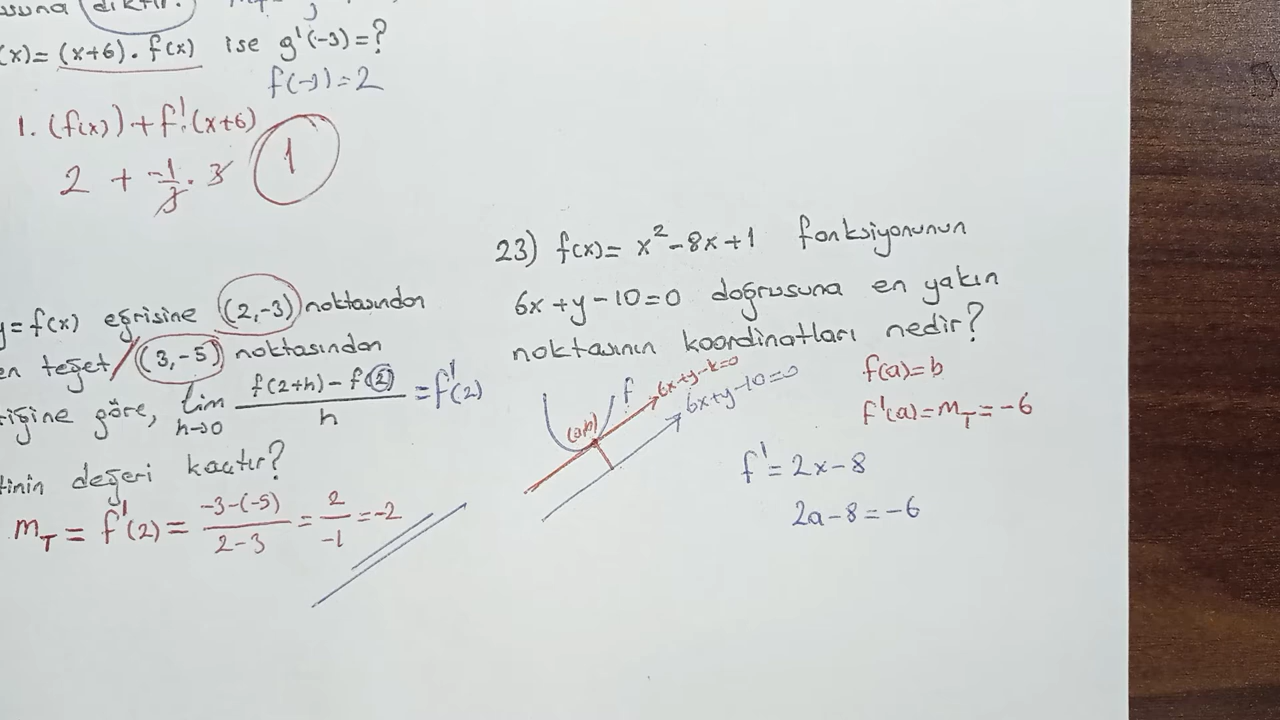 diktir.
(x) = (x+6) . f(x) ise g'(-3) = ?
f(-3) = 2
1. (f(x)) + f'. (x+6)
2 + -1/3 . 3
1
y = f(x) eğrisine (2,-3) noktasından
en teğet (3,-5) noktasından
göre, lim h→0 f(2+h) - f(2) / h = f'(2)
değeri kaçtır?
m_T = f'(2) = -3-(-5) / 2-3 = 2/-1 = -2
23) f(x) = x² - 8x + 1 fonksiyonunun
6x + y - 10 = 0 doğrusuna en yakın
noktasının koordinatları nedir?
f
6x+y-k=0
6x+y-10=0
(a,b)
f(a) = b
f'(a) = m_T = -6
f' = 2x - 8
2a - 8 = -6